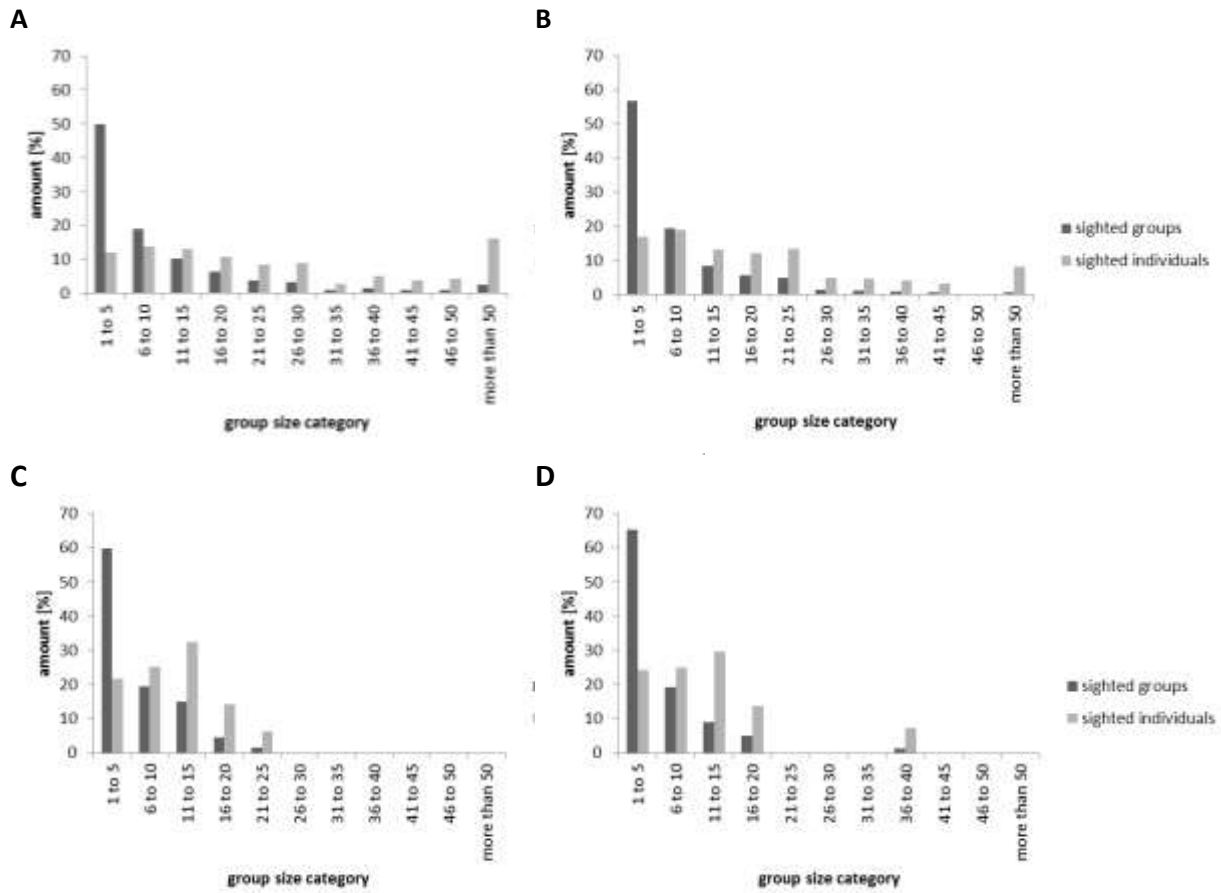 A
B
70
60
50
40
30
20
10
0
amount [%]
1 to 5
6 to 10
11 to 15
16 to 20
21 to 25
26 to 30
31 to 35
36 to 40
41 to 45
46 to 50
more than 50
group size category
70
60
50
40
30
20
10
0
amount [%]
1 to 5
6 to 10
11 to 15
16 to 20
21 to 25
26 to 30
31 to 35
36 to 40
41 to 45
46 to 50
more than 50
group size category
sighted groups
sighted individuals
C
D
70
60
50
40
30
20
10
0
amount [%]
1 to 5
6 to 10
11 to 15
16 to 20
21 to 25
26 to 30
31 to 35
36 to 40
41 to 45
46 to 50
more than 50
group size category
70
60
50
40
30
20
10
0
amount [%]
1 to 5
6 to 10
11 to 15
16 to 20
21 to 25
26 to 30
31 to 35
36 to 40
41 to 45
46 to 50
more than 50
group size category
sighted groups
sighted individuals